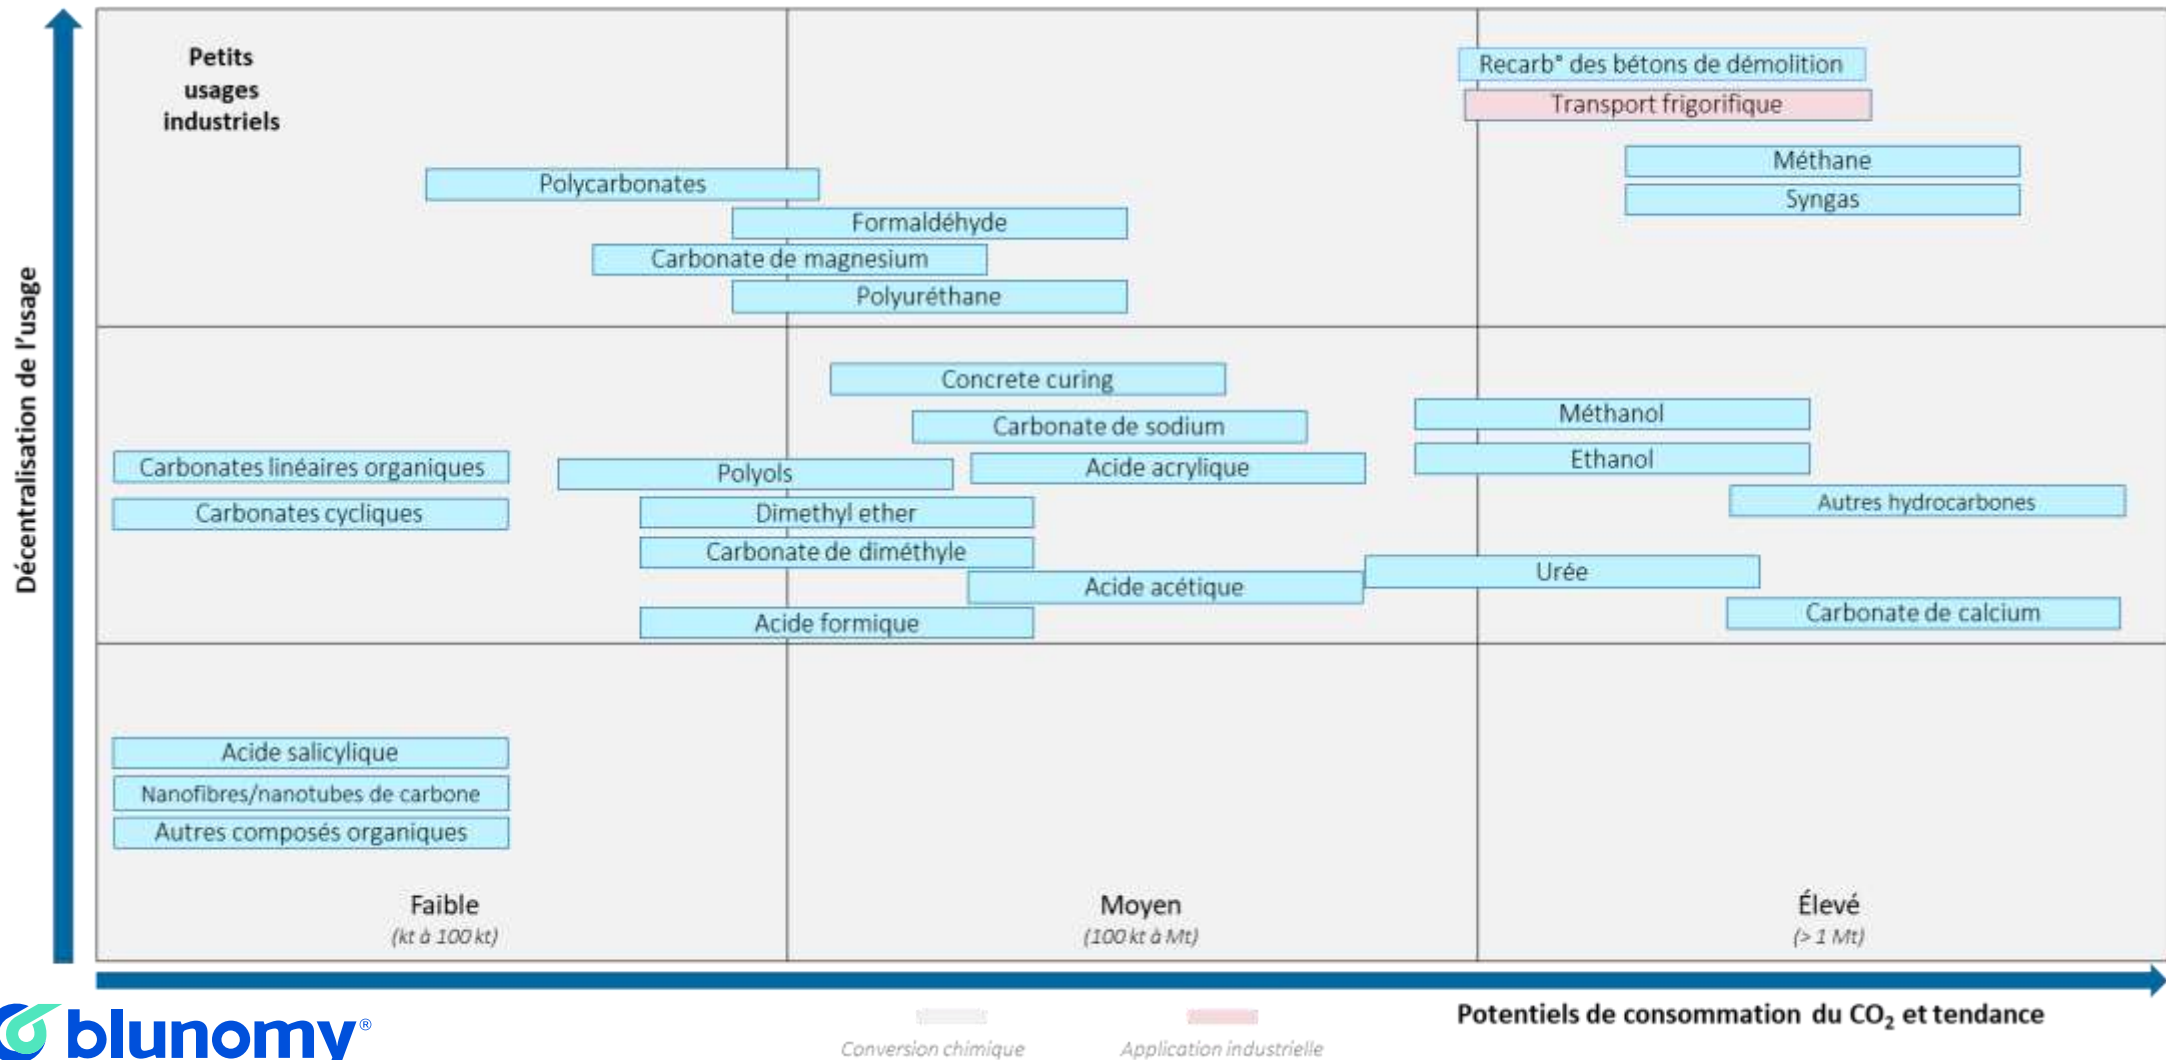 Décentralisation de l'usage
Petits
usages
industriels
Recarb° des bétons de démolition
Transport frigorifique
Méthane
Syngas
Polycarbonates
Formaldéhyde
Carbonate de magnesium
Polyuréthane
Concrete curing
Carbonate de sodium
Acide acrylique
Méthanol
Ethanol
Autres hydrocarbones
Carbonates linéaires organiques
Carbonates cycliques
Polyols
Dimethyl ether
Carbonate de diméthyle
Acide acétique
Acide formique
Urée
Carbonate de calcium
Acide salicylique
Nanofibres/nanotubes de carbone
Autres composés organiques
Faible
(kt à 100 kt)
Moyen
(100 kt à Mt)
Élevé
(> 1 Mt)
Potentiels de consommation du CO₂ et tendance
blunomy®
Conversion chimique
Application industrielle